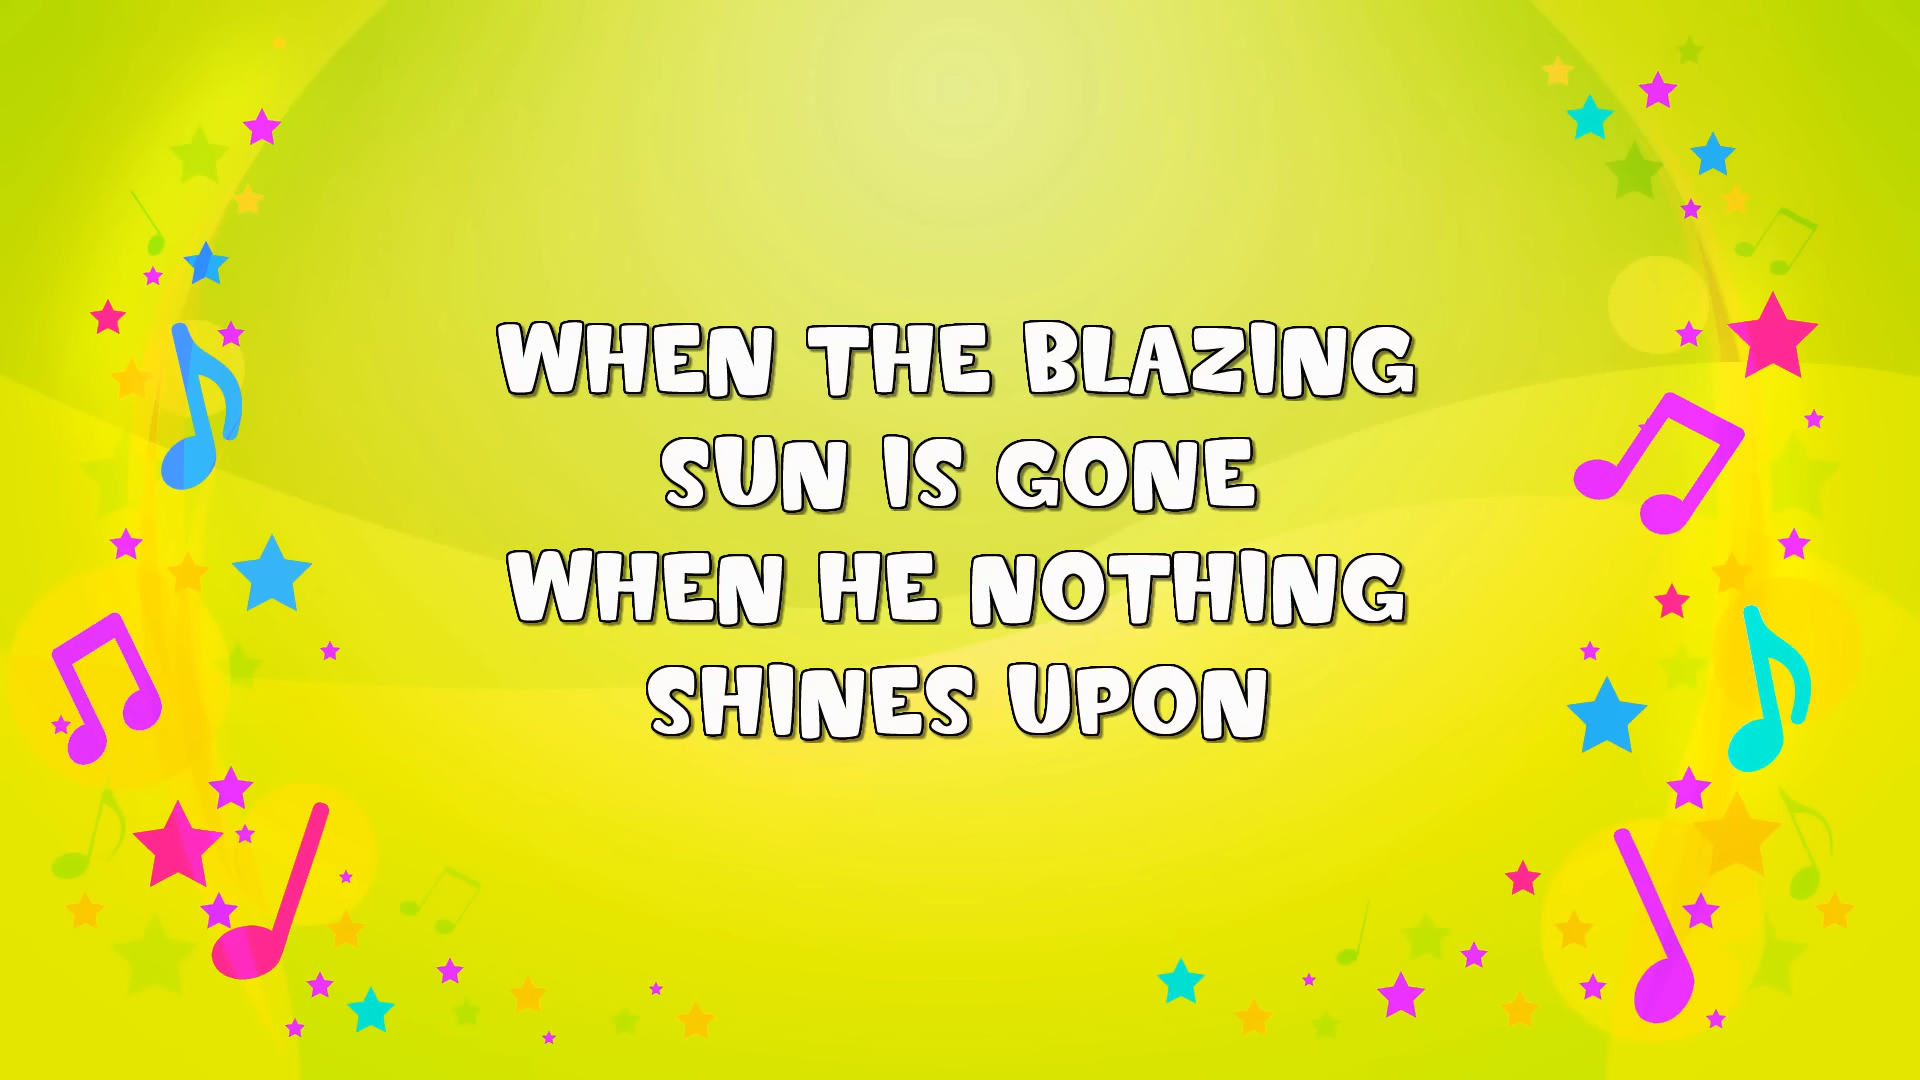 WHEN THE BLAZING
SUN IS GONE
WHEN HE NOTHING
SHINES UPON